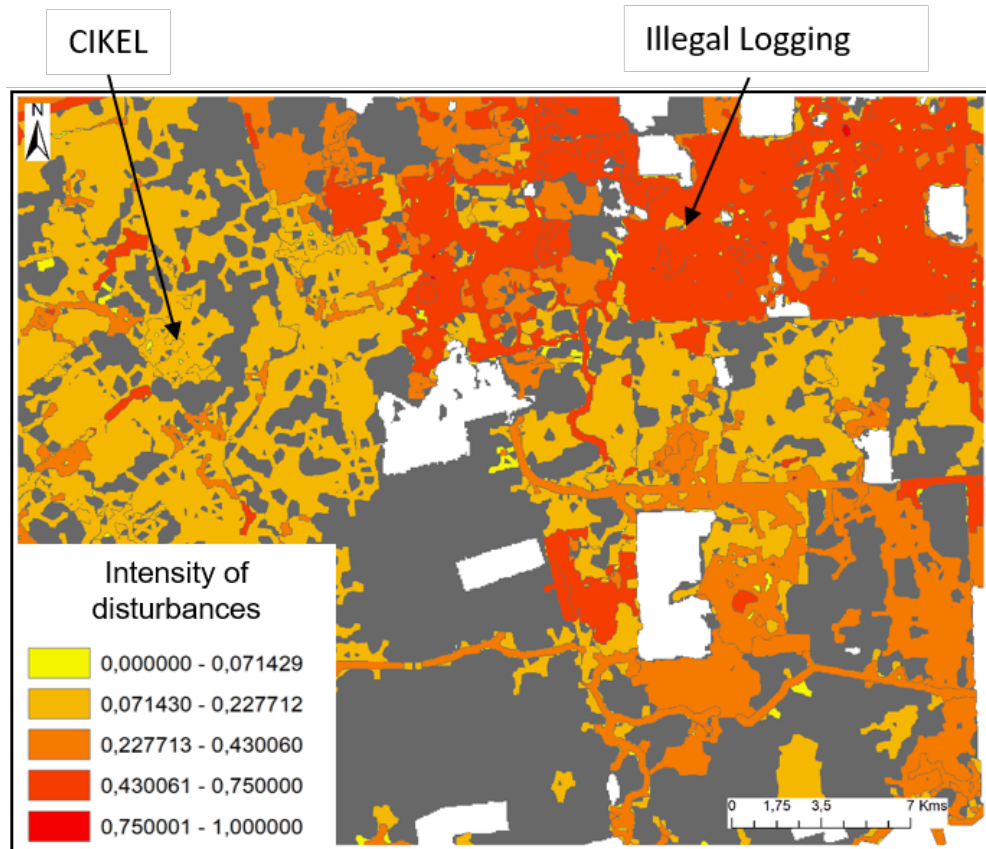 CIKEL
Illegal Logging
N
Intensity of
disturbances
0,000000 - 0,071429
0,071430 - 0,227712
0,227713 - 0,430060
0,430061 - 0,750000
0,750001 - 1,000000
0 1,75 3,5 7 Kms